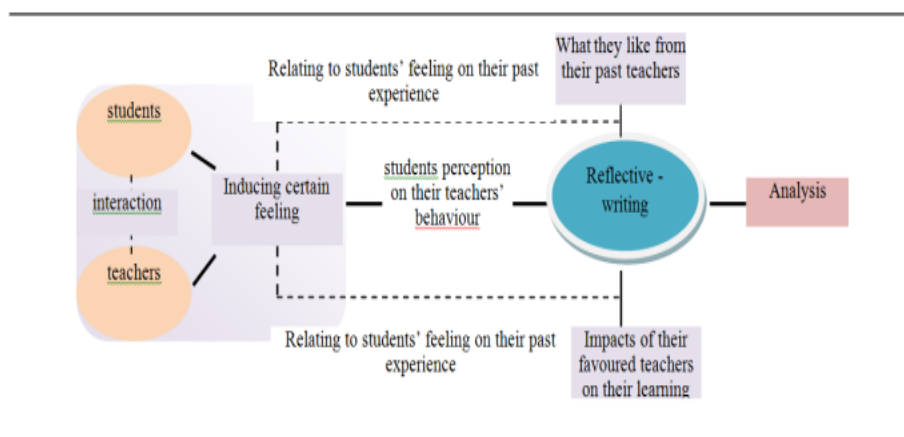 What they like from
their past teachers
Relating to students’ feeling on their past
experience
students
interaction
teachers
Inducing certain
feeling
students perception
on their teachers’
behaviour
Reflective -
writing
Analysis
Relating to students’ feeling on their past
experience
Impacts of their
favoured teachers
on their learning